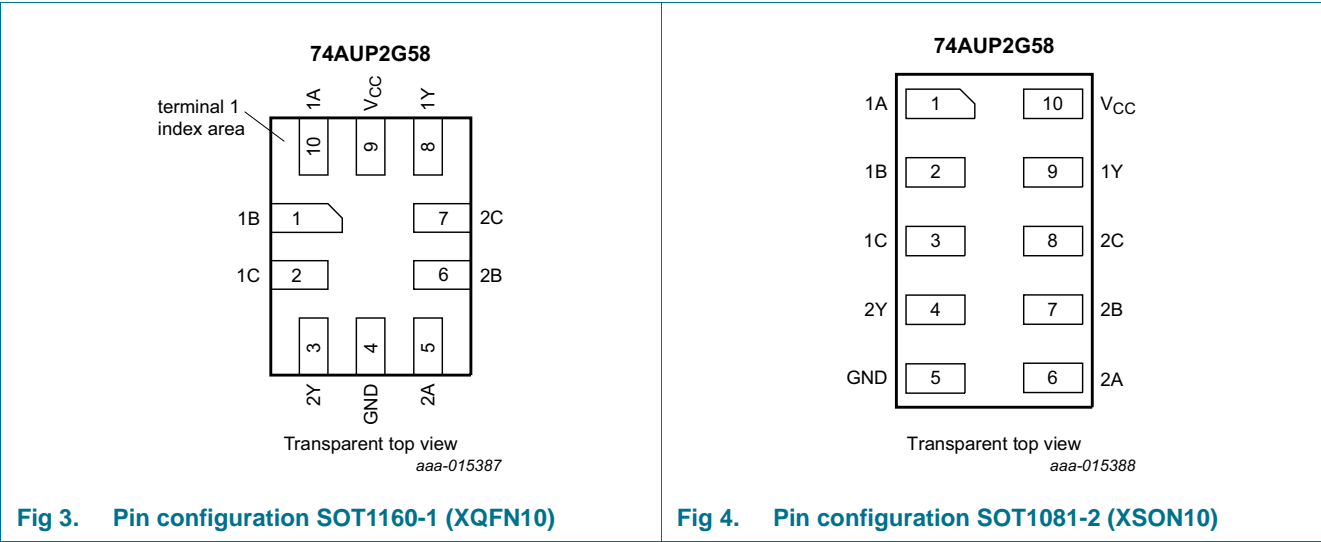 74AUP2G58
terminal 1
index area
1A
VCC
1Y
10
9
8
1B
1
7
2C
1C
2
6
2B
3
4
5
2Y
GND
2A
Transparent top view
aaa-015387
Fig 3. Pin configuration SOT1160-1 (XQFN10)
74AUP2G58
1A
1
10
VCC
1B
2
9
1Y
1C
3
8
2C
2Y
4
7
2B
GND
5
6
2A
Transparent top view
aaa-015388
Fig 4. Pin configuration SOT1081-2 (XSON10)